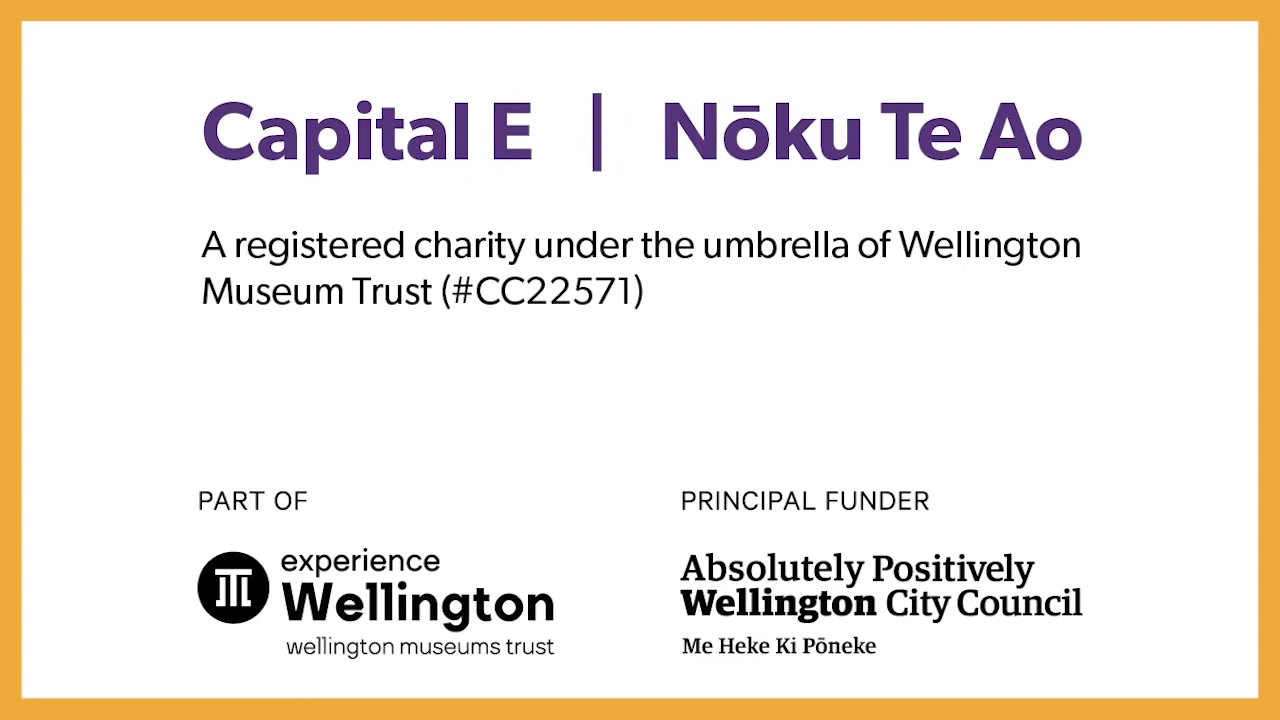 Capital E | Nōku Te Ao
A registered charity under the umbrella of Wellington
Museum Trust (#CC22571)
PART OF
experience
Wellington
wellington museums trust
PRINCIPAL FUNDER
Absolutely Positively
Wellington City Council
Me Heke Ki Pōneke